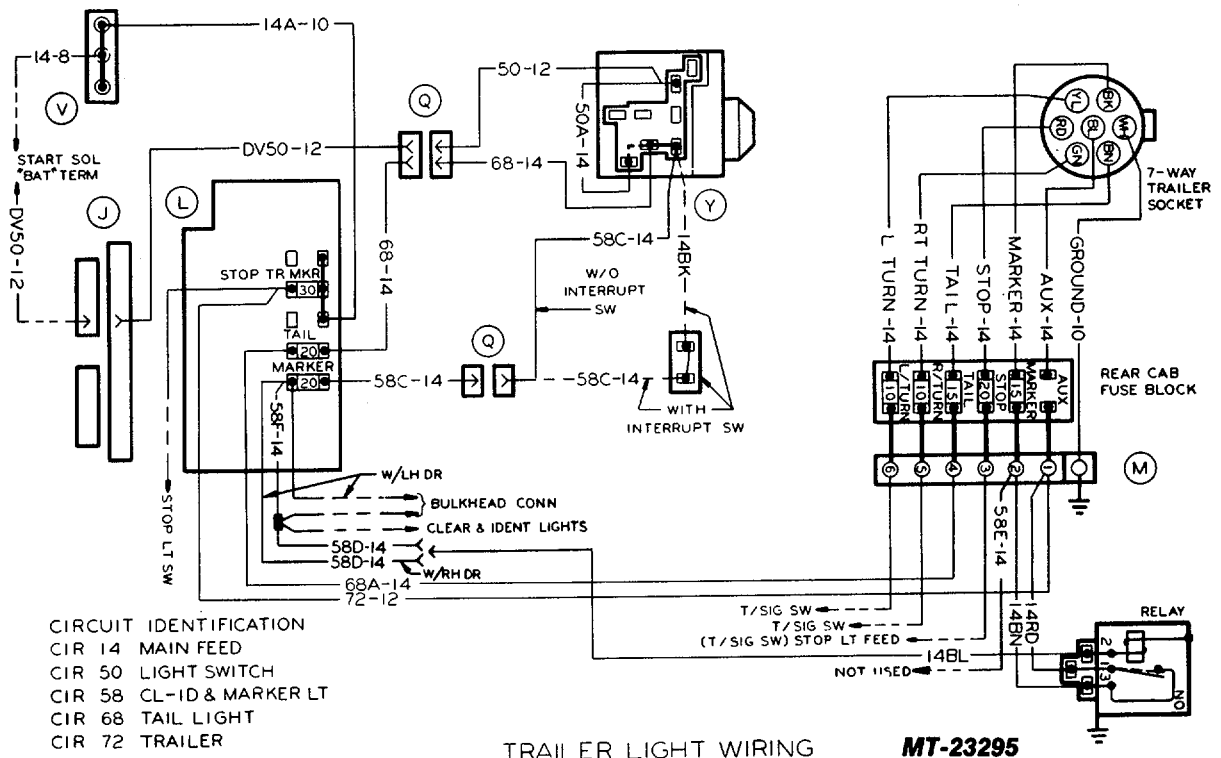 14A-10
14-8
V
START SOL
"BAT" TERM
DV50-12
J
L
DV50-12
Q
50-12
50A-14
68-14
68-14
Y
58C-14
14BK
W/O
INTERRUPT
SW
STOP TR MKR
30
TAIL
20
MARKER
20
58C-14
Q
58C-14
WITH
INTERRUPT SW
58F-14
W/LH DR
BULKHEAD CONN
CLEAR & IDENT LIGHTS
58D-14
58D-14
W/RH DR
STOP LT SW
68A-14
72-12
YL
BK
RD
BL
WH
GN
BN
7-WAY
TRAILER
SOCKET
L TURN-14
RT TURN-14
TAIL-14
STOP-14
MARKER-14
AUX-14
GROUND-10
REAR CAB
FUSE BLOCK
10
L/TURN
10
R/TURN
15
TAIL
20
STOP
15
MARKER
AUX
6
5
4
3
2
1
M
58E-14
14BN
14RD
T/SIG SW
T/SIG SW
(T/SIG SW) STOP LT FEED
14BL
NOT USED
RELAY
2
1
3
NO
CIRCUIT IDENTIFICATION
CIR 14 MAIN FEED
CIR 50 LIGHT SWITCH
CIR 58 CL-ID & MARKER LT
CIR 68 TAIL LIGHT
CIR 72 TRAILER
TRAILER LIGHT WIRING
MT-23295